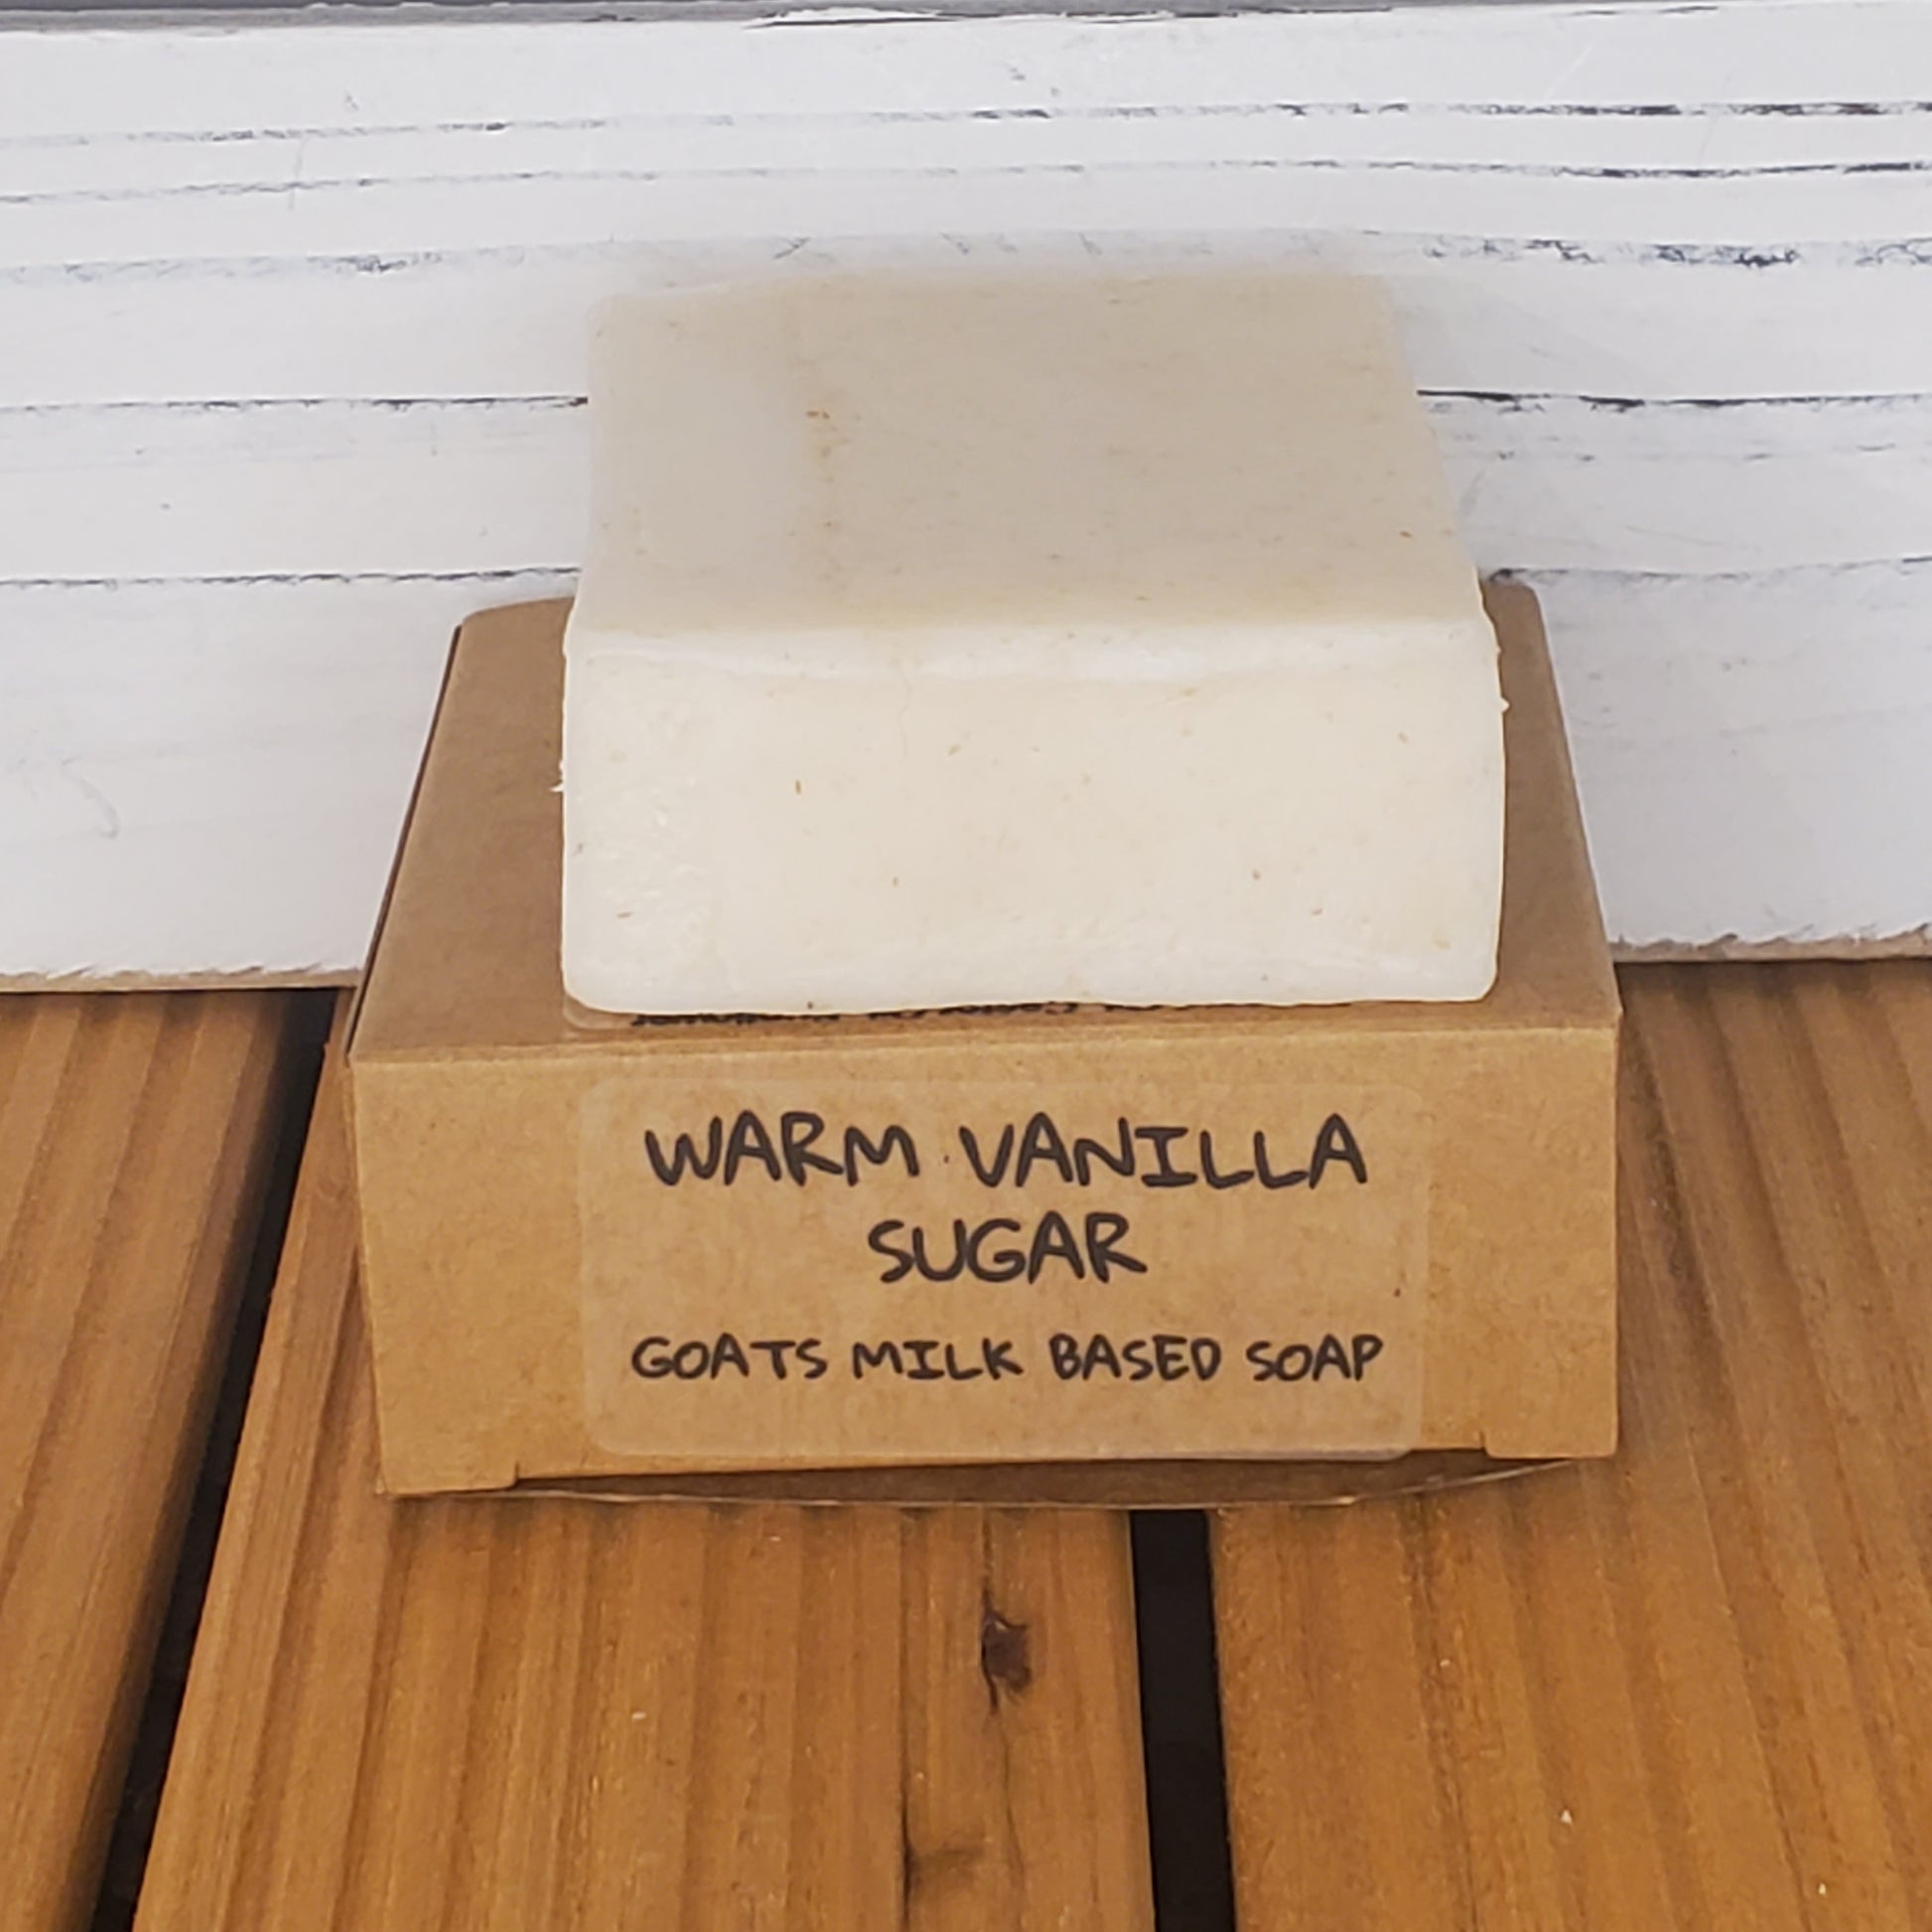 WARM VANILLA
SUGAR
GOATS MILK BASED SOAP